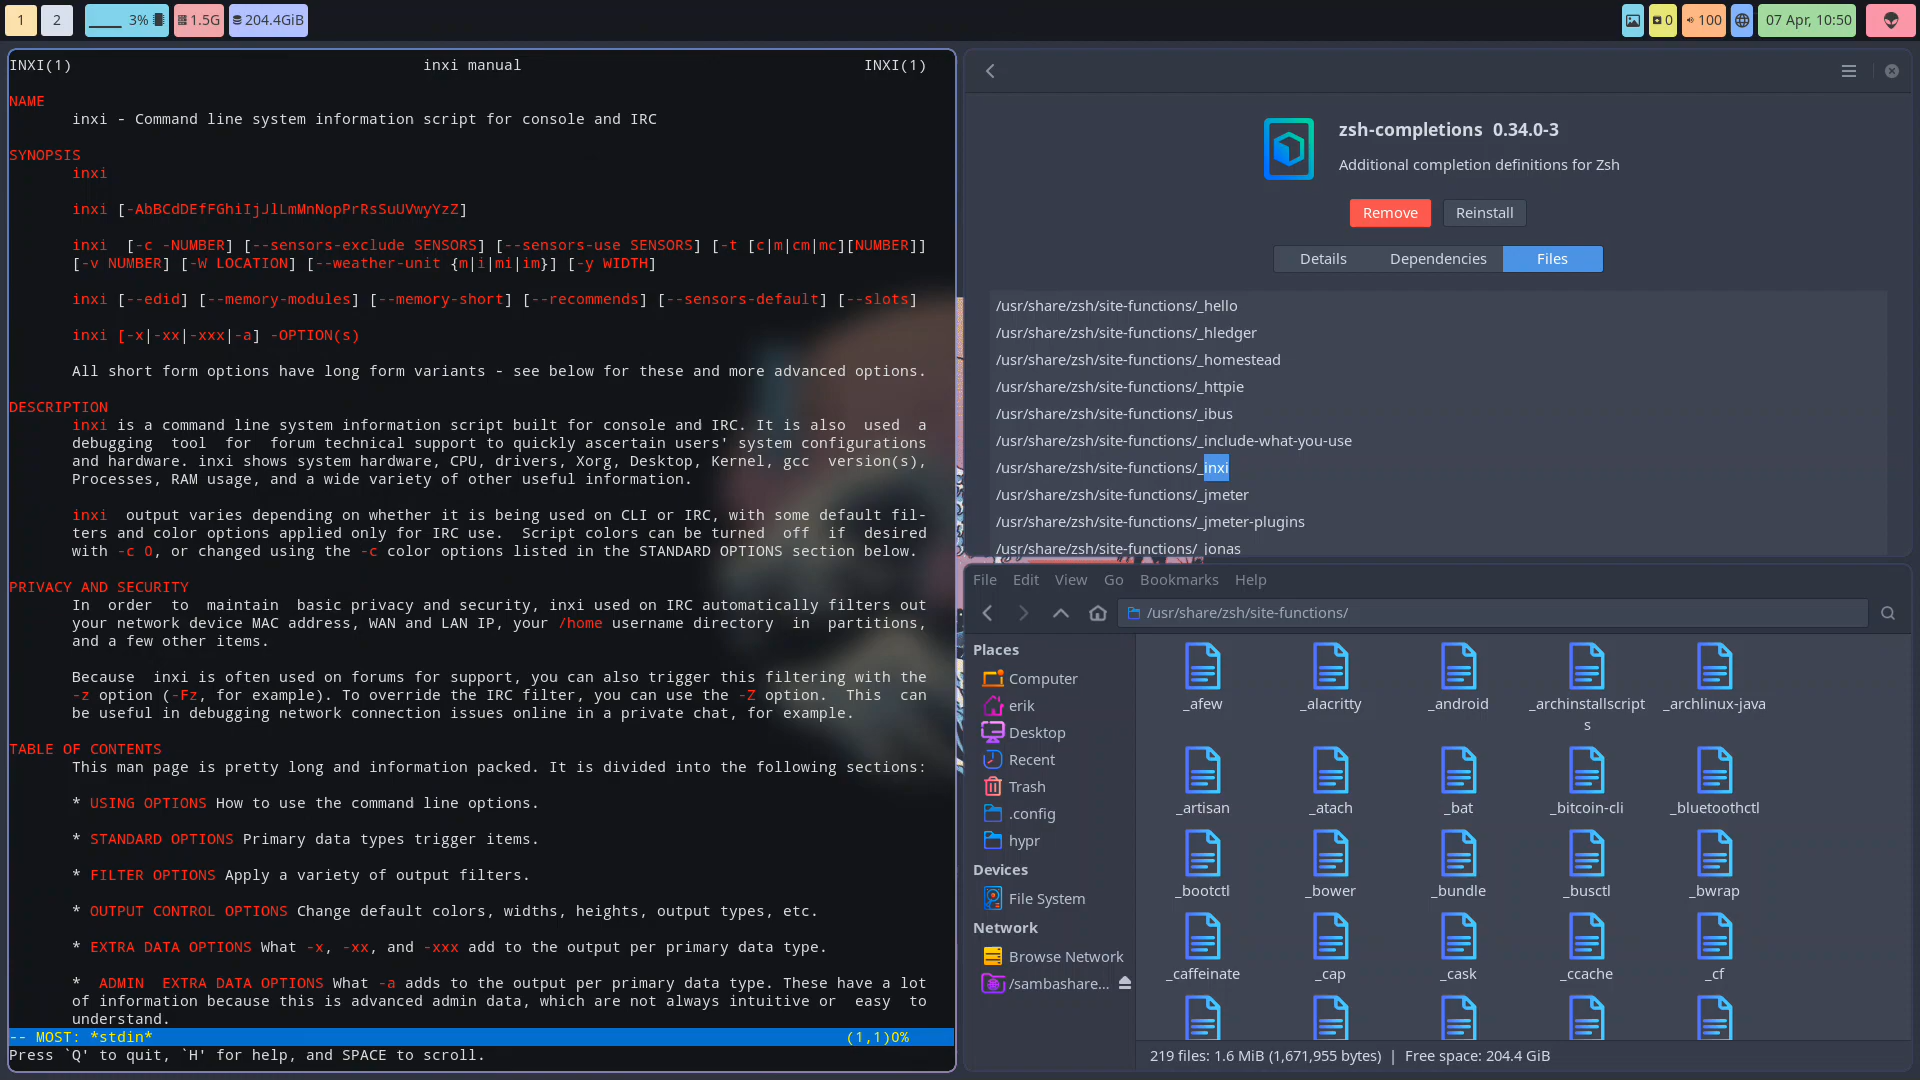 1 2 3% 1.5G 204.4GiB 0 100 07 Apr, 10:50
INXI(1) inxi manual INXI(1)
NAME
inxi - Command line system information script for console and IRC
SYNOPSIS
inxi
inxi [-AbBCdDEfFGhiIjJlLmMnNopPrRsSuUVwyYzZ]
inxi [-c -NUMBER] [--sensors-exclude SENSORS] [--sensors-use SENSORS] [-t [c|m|cm|mc][NUMBER]]
[-v NUMBER] [-W LOCATION] [--weather-unit {m|i|mi|im}] [-y WIDTH]
inxi [--edid] [--memory-modules] [--memory-short] [--recommends] [--sensors-default] [--slots]
inxi [-x|-xx|-xxx|-a] -OPTION(s)
All short form options have long form variants - see below for these and more advanced options.
DESCRIPTION
inxi is a command line system information script built for console and IRC. It is also used a
debugging tool for forum technical support to quickly ascertain users' system configurations
and hardware. inxi shows system hardware, CPU, drivers, Xorg, Desktop, Kernel, gcc version(s),
Processes, RAM usage, and a wide variety of other useful information.
inxi output varies depending on whether it is being used on CLI or IRC, with some default fil-
ters and color options applied only for IRC use. Script colors can be turned off if desired
with -c 0, or changed using the -c color options listed in the STANDARD OPTIONS section below.
PRIVACY AND SECURITY
In order to maintain basic privacy and security, inxi used on IRC automatically filters out
your network device MAC address, WAN and LAN IP, your /home username directory in partitions,
and a few other items.
Because inxi is often used on forums for support, you can also trigger this filtering with the
-z option (-Fz, for example). To override the IRC filter, you can use the -Z option. This can
be useful in debugging network connection issues online in a private chat, for example.
TABLE OF CONTENTS
This man page is pretty long and information packed. It is divided into the following sections:
* USING OPTIONS How to use the command line options.
* STANDARD OPTIONS Primary data types trigger items.
* FILTER OPTIONS Apply a variety of output filters.
* OUTPUT CONTROL OPTIONS Change default colors, widths, heights, output types, etc.
* EXTRA DATA OPTIONS What -x, -xx, and -xxx add to the output per primary data type.
* ADMIN EXTRA DATA OPTIONS What -a adds to the output per primary data type. These have a lot
of information because this is advanced admin data, which are not always intuitive or easy to
understand.
-- MOST: *stdin* (1,1)0%
Press `Q' to quit, `H' for help, and SPACE to scroll.
zsh-completions 0.34.0-3
Additional completion definitions for Zsh
Remove Reinstall
Details Dependencies Files
/usr/share/zsh/site-functions/_hello
/usr/share/zsh/site-functions/_hledger
/usr/share/zsh/site-functions/_homestead
/usr/share/zsh/site-functions/_httpie
/usr/share/zsh/site-functions/_ibus
/usr/share/zsh/site-functions/_include-what-you-use
/usr/share/zsh/site-functions/_inxi
/usr/share/zsh/site-functions/_jmeter
/usr/share/zsh/site-functions/_jmeter-plugins
/usr/share/zsh/site-functions/_jonas
File Edit View Go Bookmarks Help
/usr/share/zsh/site-functions/
Places
Computer
erik
Desktop
Recent
Trash
.config
hypr
Devices
File System
Network
Browse Network
/sambashare...
_afew _alacritty _android _archinstallscript _archlinux-java
s
_artisan _atach _bat _bitcoin-cli _bluetoothctl
_bootctl _bower _bundle _busctl _bwrap
_caffeinate _cap _cask _ccache _cf
219 files: 1.6 MiB (1,671,955 bytes) | Free space: 204.4 GiB